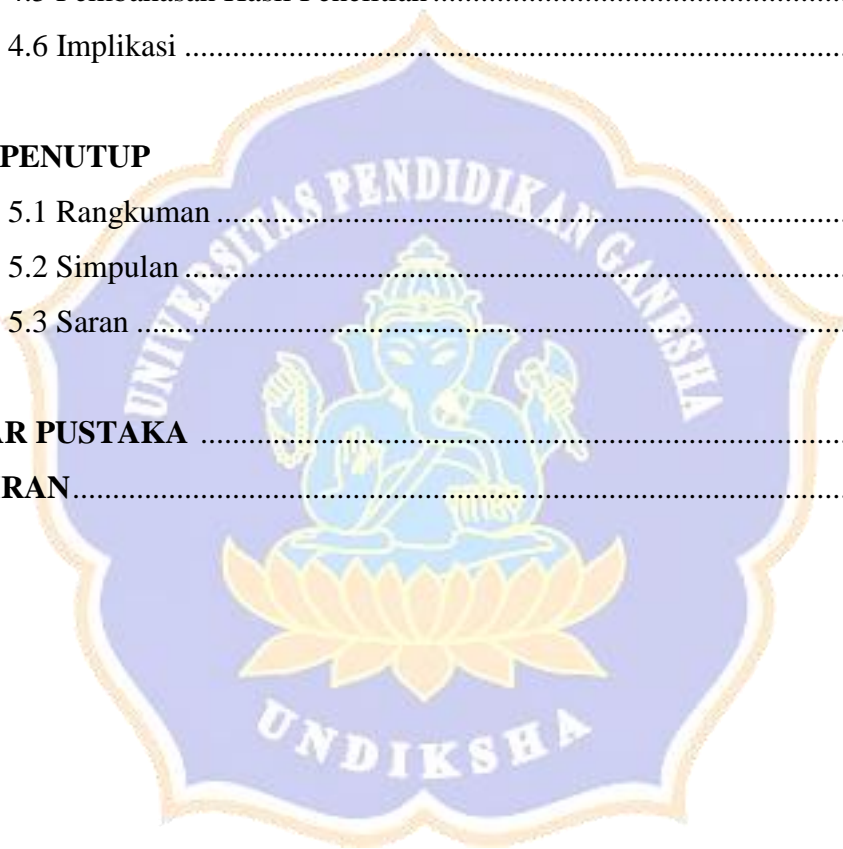 4.6 Implikasi ................................................................
PENUTUP
5.1 Rangkuman ................................................................
5.2 Simpulan ................................................................
5.3 Saran ................................................................
AR PUSTAKA ................................................................
RAN ................................................................
UNIVERSITAS PENDIDIKAN GANESHA
UNDIKSHA